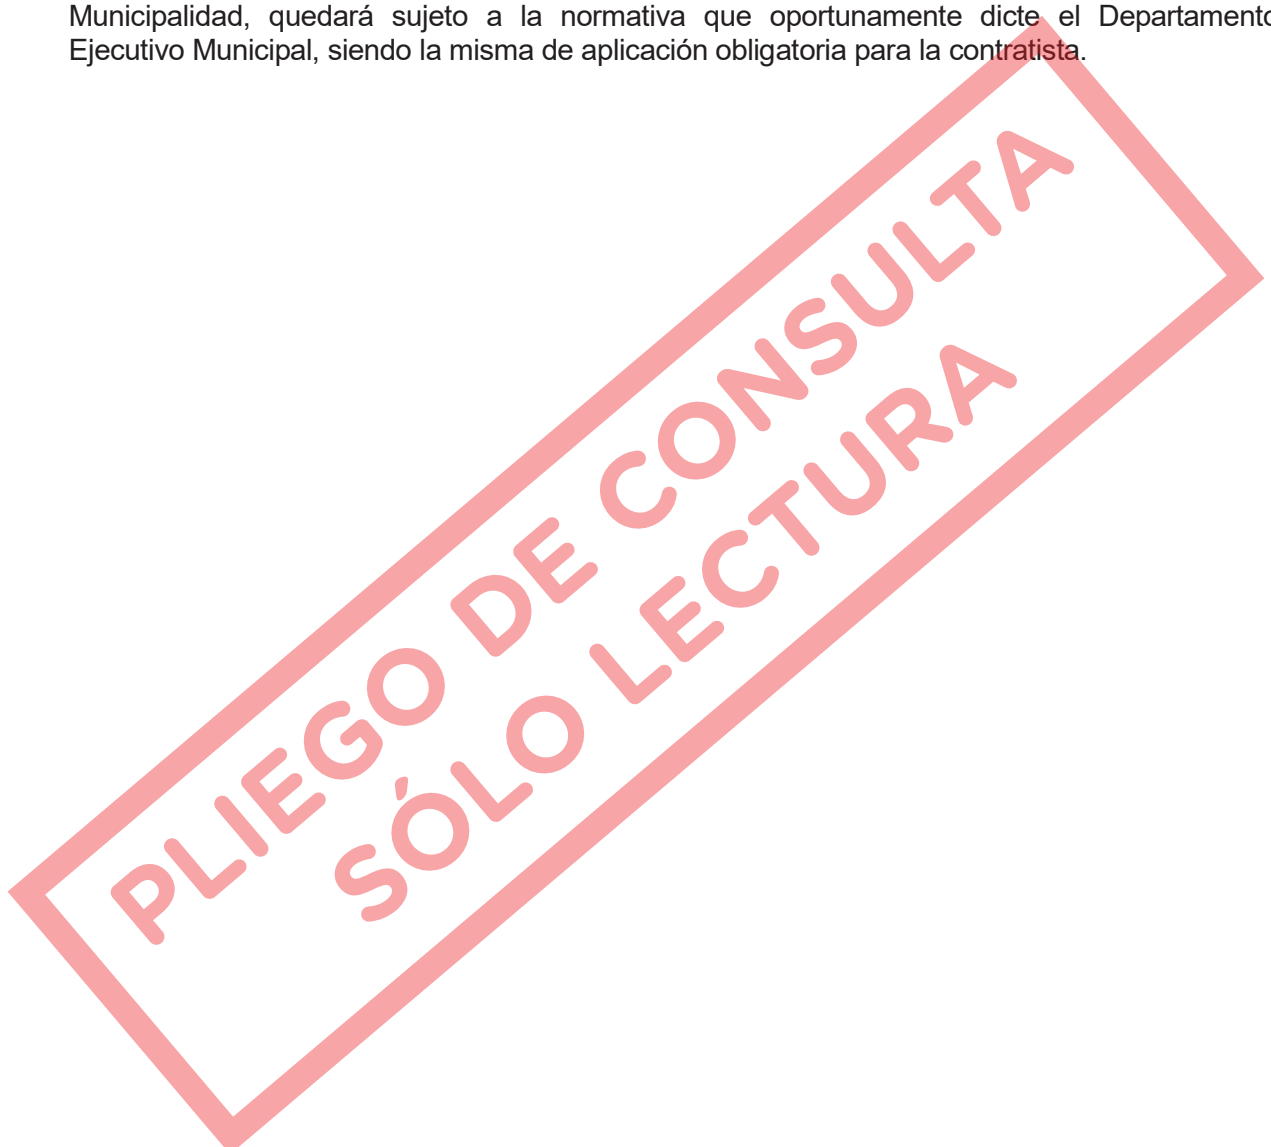 Municipalidad, quedará sujeto a la normativa que oportunamente dicte el Departamento
Ejecutivo Municipal, siendo la misma de aplicación obligatoria para la contratista.
PLIEGO DE CONSULTA
SÓLO LECTURA